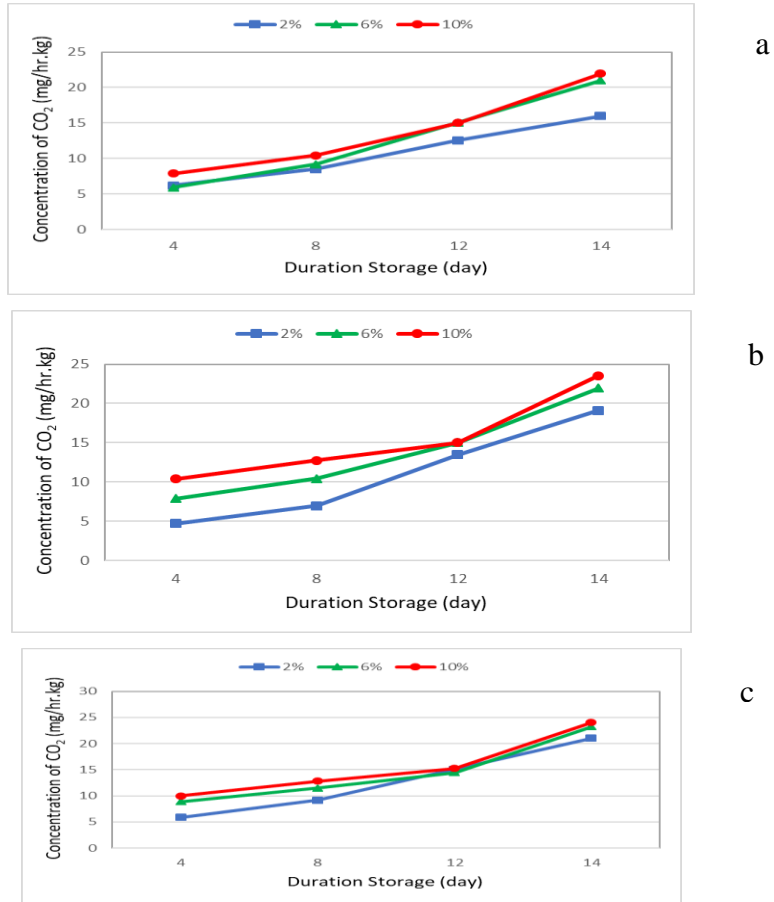 2% 6% 10%
a
Concentration of CO₂ (mg/hr.kg)
25
20
15
10
5
0
4 8 12 14
Duration Storage (day)
2% 6% 10%
b
Concentration of CO₂ (mg/hr.kg)
25
20
15
10
5
0
4 8 12 14
Duration Storage (day)
2% 6% 10%
c
Concentration of CO₂ (mg/hr.kg)
30
25
20
15
10
5
0
4 8 12 14
Duration Storage (day)